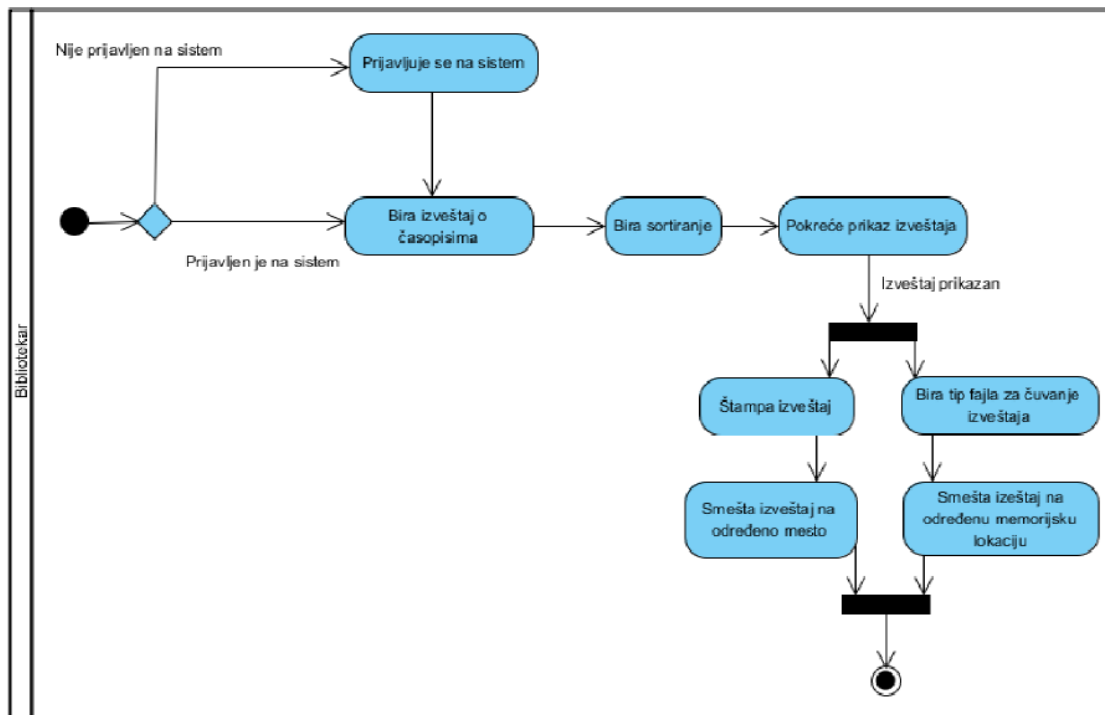 Nije prijavljen na sistem
Prijavljuje se na sistem
Bira izveštaj o
časopisima
Bira sortiranje
Pokreće prikaz izveštaja
Prijavljen je na sistem
Izveštaj prikazan
Bibliotekar
Štampa izveštaj
Bira tip fajla za čuvanje
izveštaja
Smešta izveštaj na
određeno mesto
Smešta izeštaj na
određenu memorijsku
lokaciju